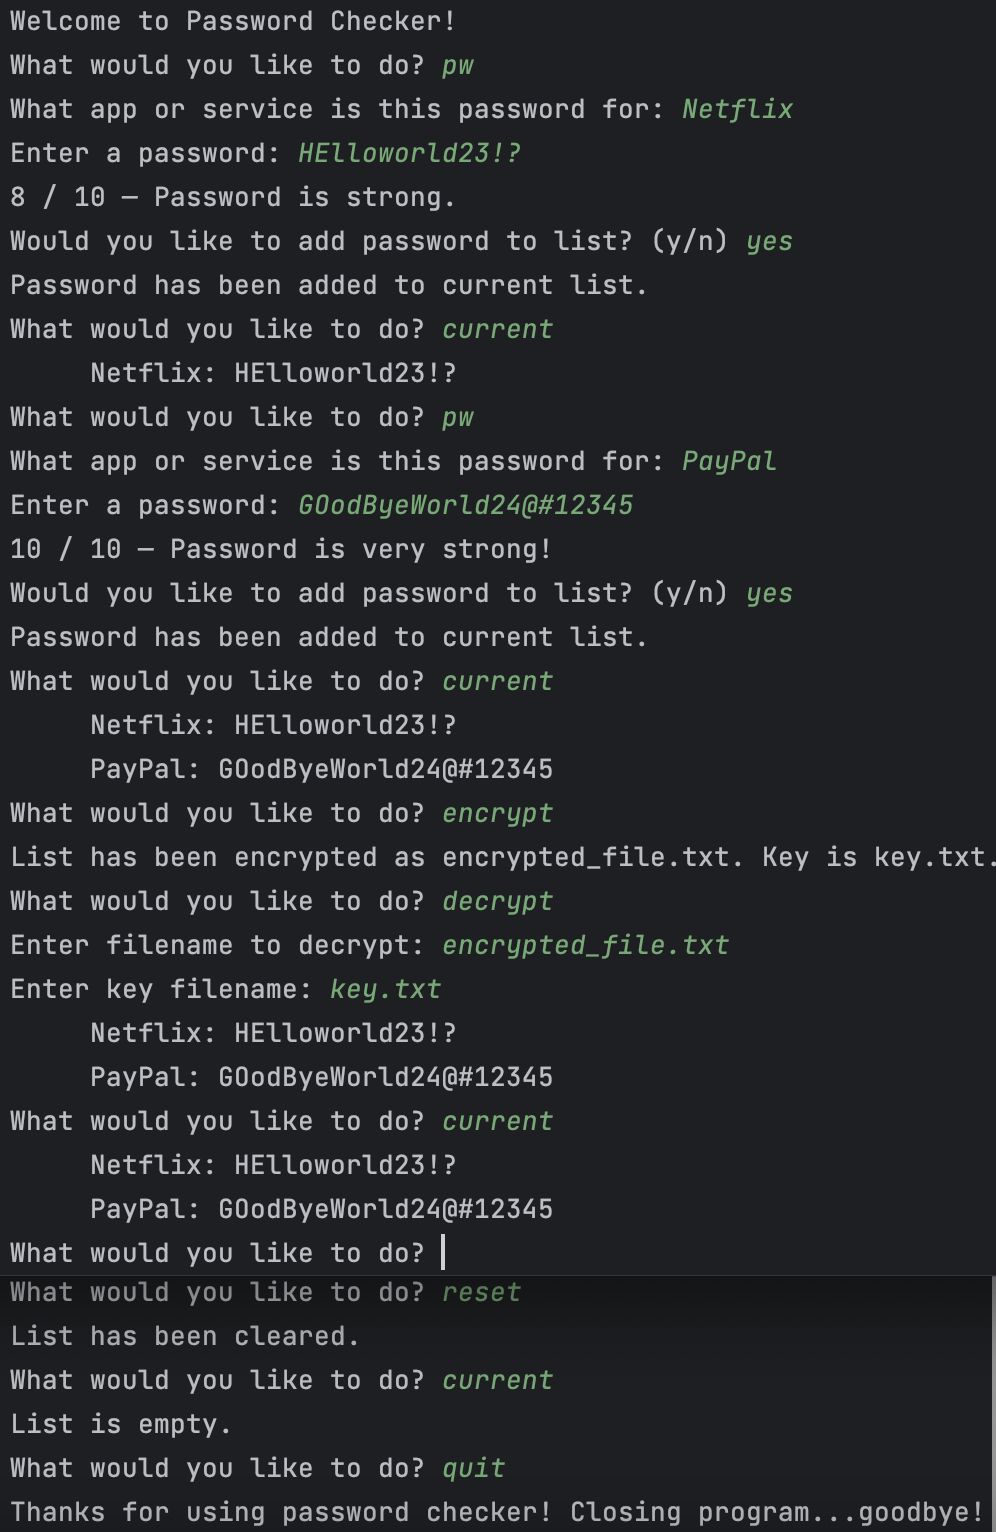 Welcome to Password Checker!
What would you like to do? pw
What app or service is this password for: Netflix
Enter a password: HElloworld23!?
8 / 10 — Password is strong.
Would you like to add password to list? (y/n) yes
Password has been added to current list.
What would you like to do? current
Netflix: HElloworld23!?
What would you like to do? pw
What app or service is this password for: PayPal
Enter a password: GOodByeWorld24@#12345
10 / 10 — Password is very strong!
Would you like to add password to list? (y/n) yes
Password has been added to current list.
What would you like to do? current
Netflix: HElloworld23!?
PayPal: GOodByeWorld24@#12345
What would you like to do? encrypt
List has been encrypted as encrypted_file.txt. Key is key.txt.
What would you like to do? decrypt
Enter filename to decrypt: encrypted_file.txt
Enter key filename: key.txt
Netflix: HElloworld23!?
PayPal: GOodByeWorld24@#12345
What would you like to do? current
Netflix: HElloworld23!?
PayPal: GOodByeWorld24@#12345
What would you like to do?
What would you like to do? reset
List has been cleared.
What would you like to do? current
List is empty.
What would you like to do? quit
Thanks for using password checker! Closing program...goodbye!